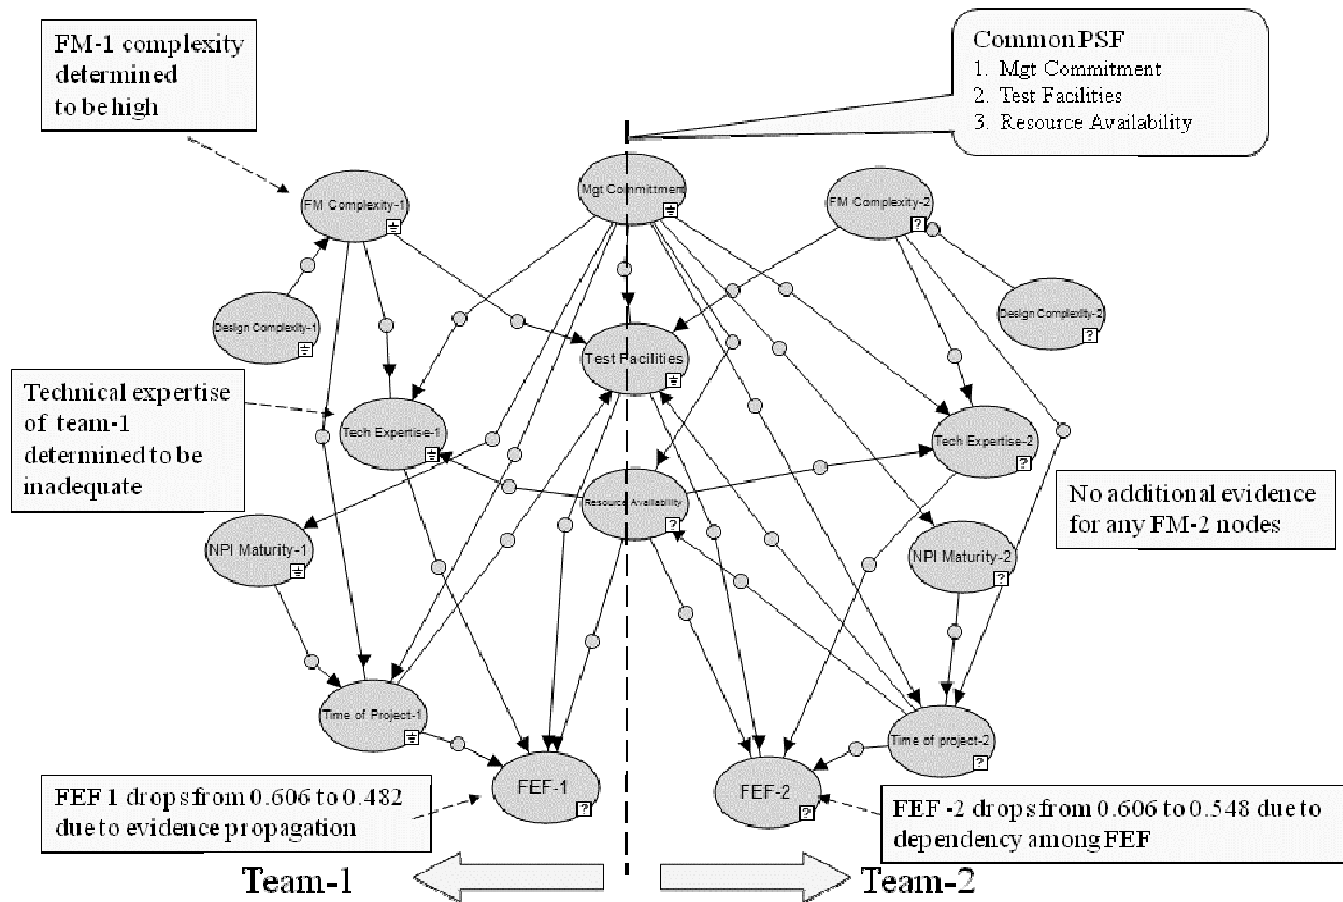 FM-1 complexity
determined
to be high
Common PSF
1. Mgt Commitment
2. Test Facilities
3. Resource Availability
FM Complexity-1
Mgt Committment
FM Complexity-2
?
Design Complexity-1
Design Complexity-2
?
Test Facilities
Technical expertise
of team-1
determined to be
inadequate
Tech Expertise-1
Tech Expertise-2
?
Resource Availability
?
No additional evidence
for any FM-2 nodes
NPI Maturity-1
NPI Maturity-2
?
Time of Project-1
Time of project-2
?
FEF-1
?
FEF-2
?
FEF 1 drops from 0.606 to 0.482
due to evidence propagation
FEF -2 drops from 0.606 to 0.548 due to
dependency among FEF
Team-1
Team-2